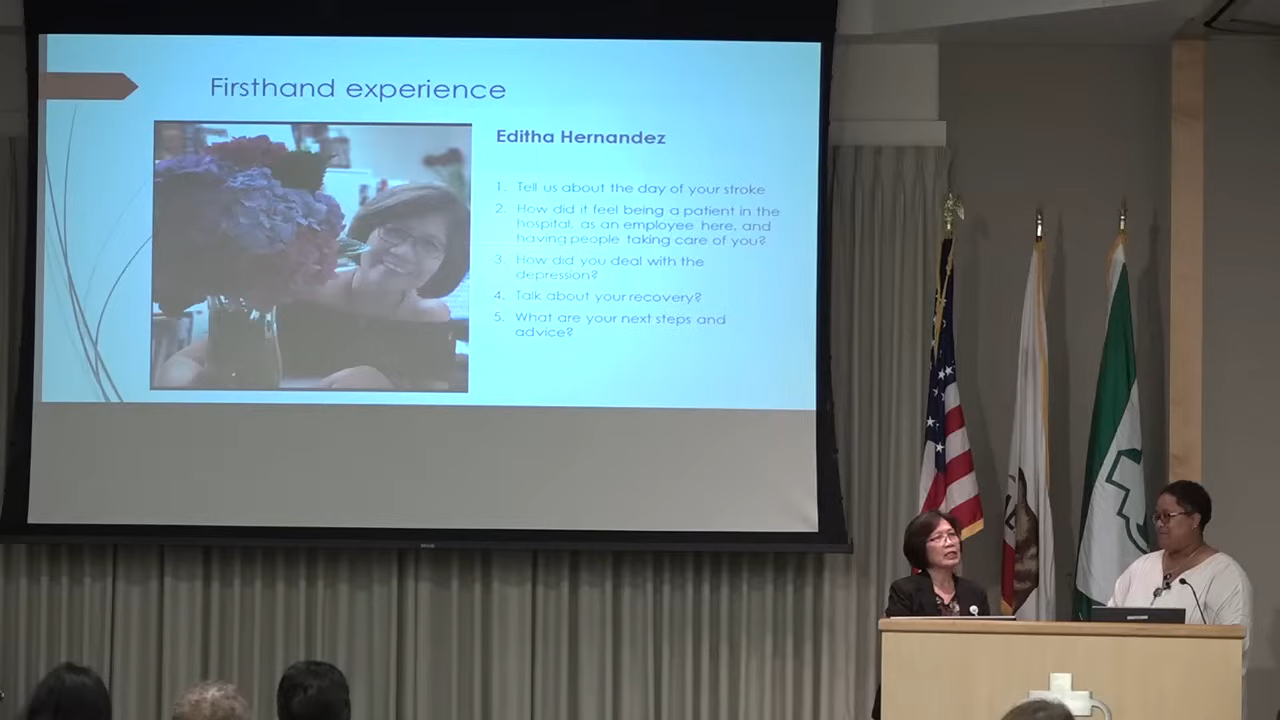 Firsthand experience
Editha Hernandez
1. Tell us about the day of your stroke
2. How did it feel being a patient in the
hospital, as an employee here, and
having people taking care of you?
3. How did you deal with the
depression?
4. Talk about your recovery?
5. What are your next steps and
advice?